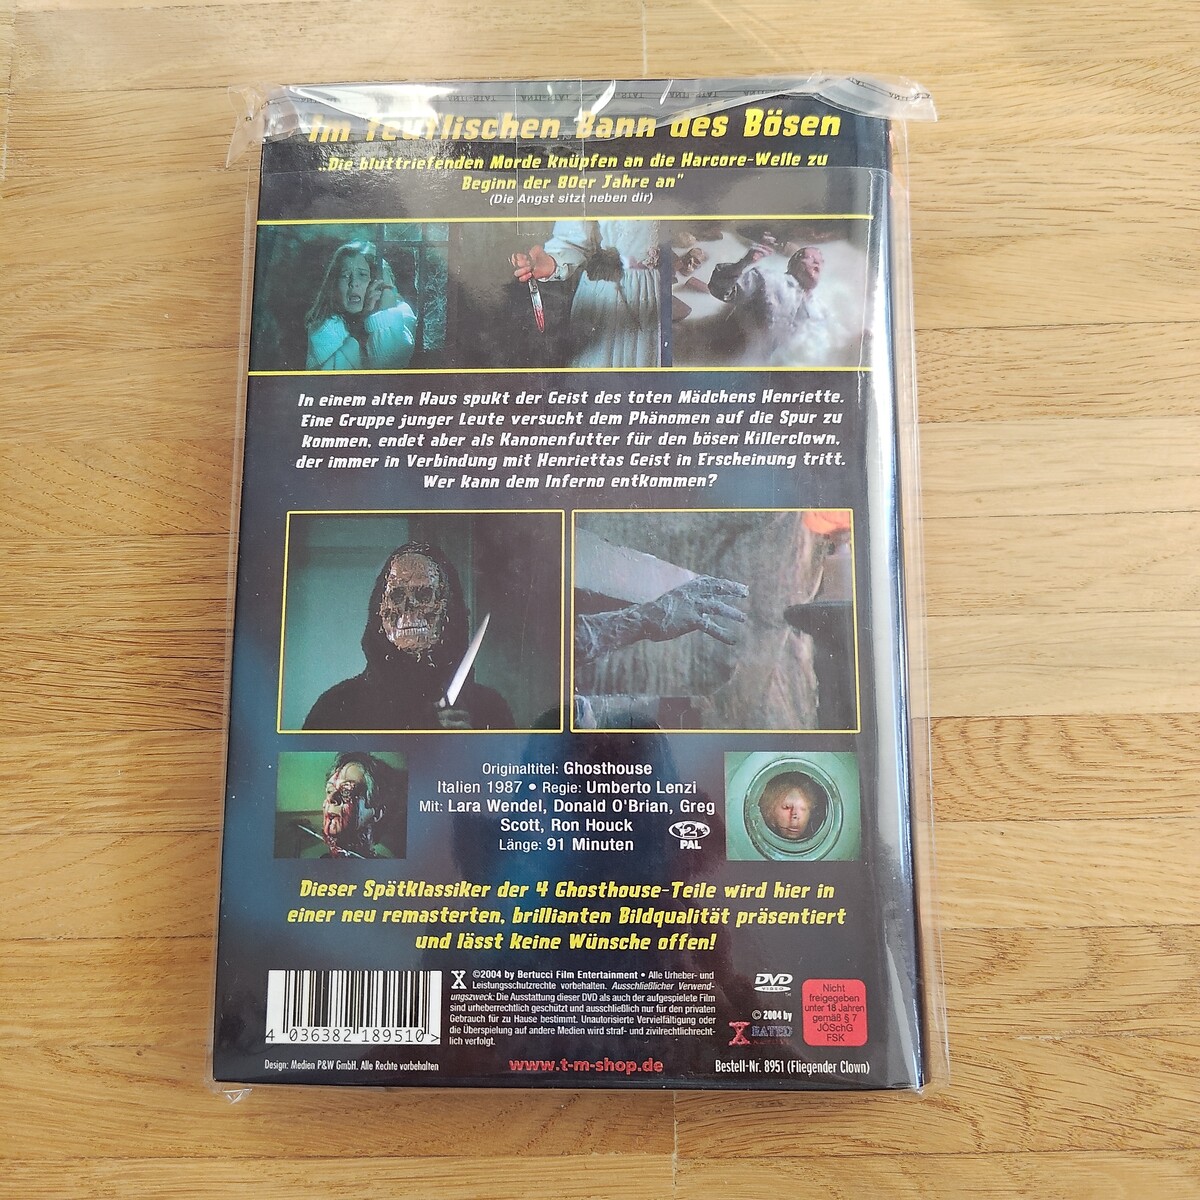 Im teuflischen Bann des Bösen
„Die bluttriefenden Morde knüpfen an die Harcore-Welle zu
Beginn der 80er Jahre an"
(Die Angst sitzt neben dir)
In einem alten Haus spukt der Geist des toten Mädchens Henriette.
Eine Gruppe junger Leute versucht dem Phänomen auf die Spur zu
kommen, endet aber als Kanonenfutter für den bösen Killerclown,
der immer in Verbindung mit Henriettas Geist in Erscheinung tritt.
Wer kann dem Inferno entkommen?
Originaltitel: Ghosthouse
Italien 1987 • Regie: Umberto Lenzi
Mit: Lara Wendel, Donald O'Brian, Greg
Scott, Ron Houck
Länge: 91 Minuten
2
PAL
Dieser Spätklassiker der 4 Ghosthouse-Teile wird hier in
einer neu remasterten, brillianten Bildqualität präsentiert
und lässt keine Wünsche offen!
X ©2004 by Bertucci Film Entertainment • Alle Urheber- und
Leistungsschutzrechte vorbehalten. Ausschließlicher Verwend-
ungszweck: Die Ausstattung dieser DVD als auch der aufgespielete Film
sind urheberrechtlich geschützt und ausschließlich nur für den privaten
Gebrauch für zu Hause bestimmt. Unautorisierte Vervielfältigung oder
die Überspielung auf andere Medien wird straf- und zivilrechtlichrecht-
lich verfolgt.
4 036382 189510 >
DVD
VIDEO
TM
© 2004 by
X RATED
Nicht
freigegeben
unter 18 Jahren
gemäß § 7
JÖSchG
FSK
Design: Medien P&W GmbH. Alle Rechte vorbehalten
www.t-m-shop.de
Bestell-Nr. 8951 (Fliegender Clown)